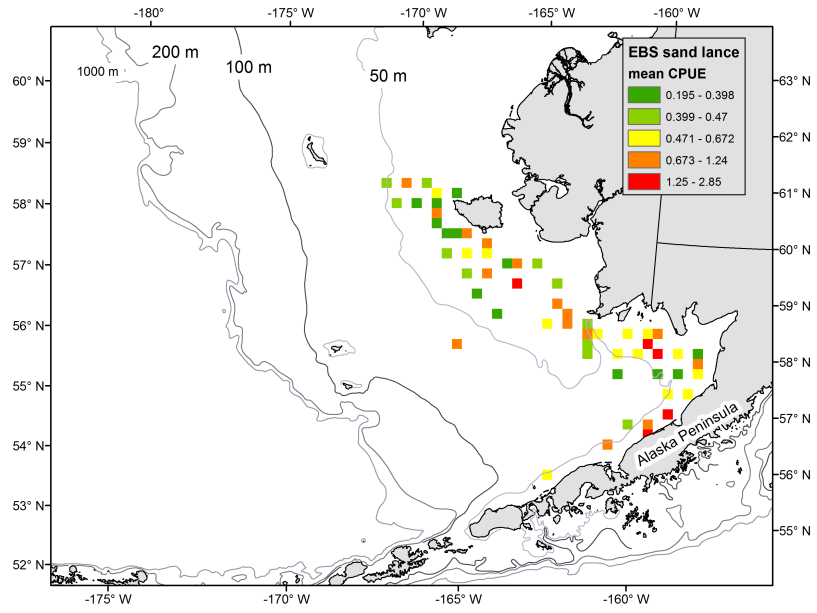 -180° -175° W -170° W -165° W -160° W
200 m
1000 m
100 m
50 m
EBS sand lance
mean CPUE
0.195 - 0.398
0.399 - 0.47
0.471 - 0.672
0.673 - 1.24
1.25 - 2.85
60° N
59° N
58° N
57° N
56° N
55° N
54° N
53° N
52° N
63° N
62° N
61° N
60° N
59° N
58° N
57° N
56° N
55° N
Alaska Peninsula
-175° W -170° W -165° W -160° W